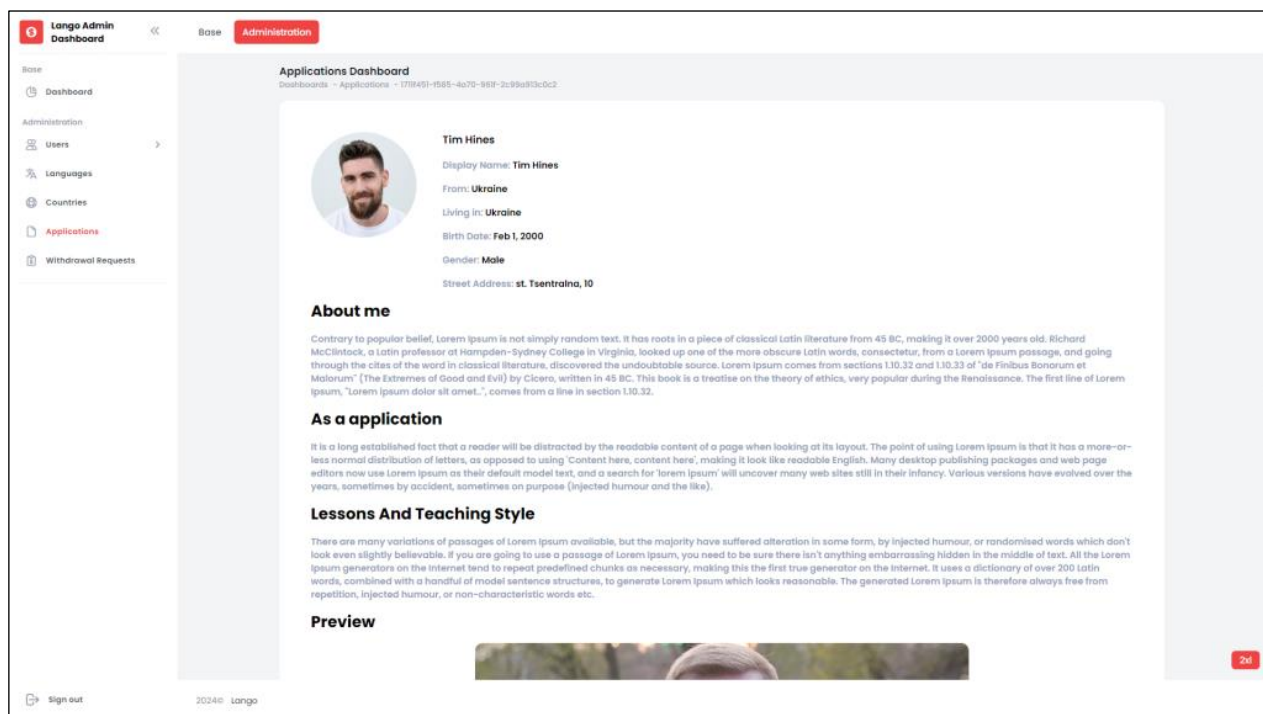 Lango Admin
Dashboard
Base
Administration
Base
Dashboard
Administration
Users
Languages
Countries
Applications
Withdrawal Requests
Sign out
Applications Dashboard
Dashboards - Applications -
Tim Hines
Display Name: Tim Hines
From: Ukraine
Living in: Ukraine
Birth Date: Feb 1, 2000
Gender: Male
Street Address: st. Tsentralna, 10
About me
Contrary to popular belief, Lorem Ipsum is not simply random text. It has roots in a piece of classical Latin literature from 45 BC, making it over 2000 years old. Richard
McClintock, a Latin professor at Hampden-Sydney College in Virginia, looked up one of the more obscure Latin words, consectetur, from a Lorem Ipsum passage, and going
through the cites of the word in classical literature, discovered the undoubtable source. Lorem Ipsum comes from sections 1.10.32 and 1.10.33 of "de Finibus Bonorum et
Malorum" (The Extremes of Good and Evil) by Cicero, written in 45 BC. This book is a treatise on the theory of ethics, very popular during the Renaissance. The first line of Lorem
Ipsum, "Lorem ipsum dolor sit amet..", comes from a line in section 1.10.32.
As a application
It is a long established fact that a reader will be distracted by the readable content of a page when looking at its layout. The point of using Lorem Ipsum is that it has a more-or-
less normal distribution of letters, as opposed to using 'Content here, content here', making it look like readable English. Many desktop publishing packages and web page
editors now use Lorem Ipsum as their default model text, and a search for 'lorem ipsum' will uncover many web sites still in their infancy. Various versions have evolved over the
years, sometimes by accident, sometimes on purpose (injected humour and the like).
Lessons And Teaching Style
There are many variations of passages of Lorem Ipsum available, but the majority have suffered alteration in some form, by injected humour, or randomised words which don't
look even slightly believable. If you are going to use a passage of Lorem Ipsum, you need to be sure there isn't anything embarrassing hidden in the middle of text. All the Lorem
Ipsum generators on the Internet tend to repeat predefined chunks as necessary, making this the first true generator on the Internet. It uses a dictionary of over 200 Latin
words, combined with a handful of model sentence structures, to generate Lorem Ipsum which looks reasonable. The generated Lorem Ipsum is therefore always free from
repetition, injected humour, or non-characteristic words etc.
Preview
2xl
2024© Lango